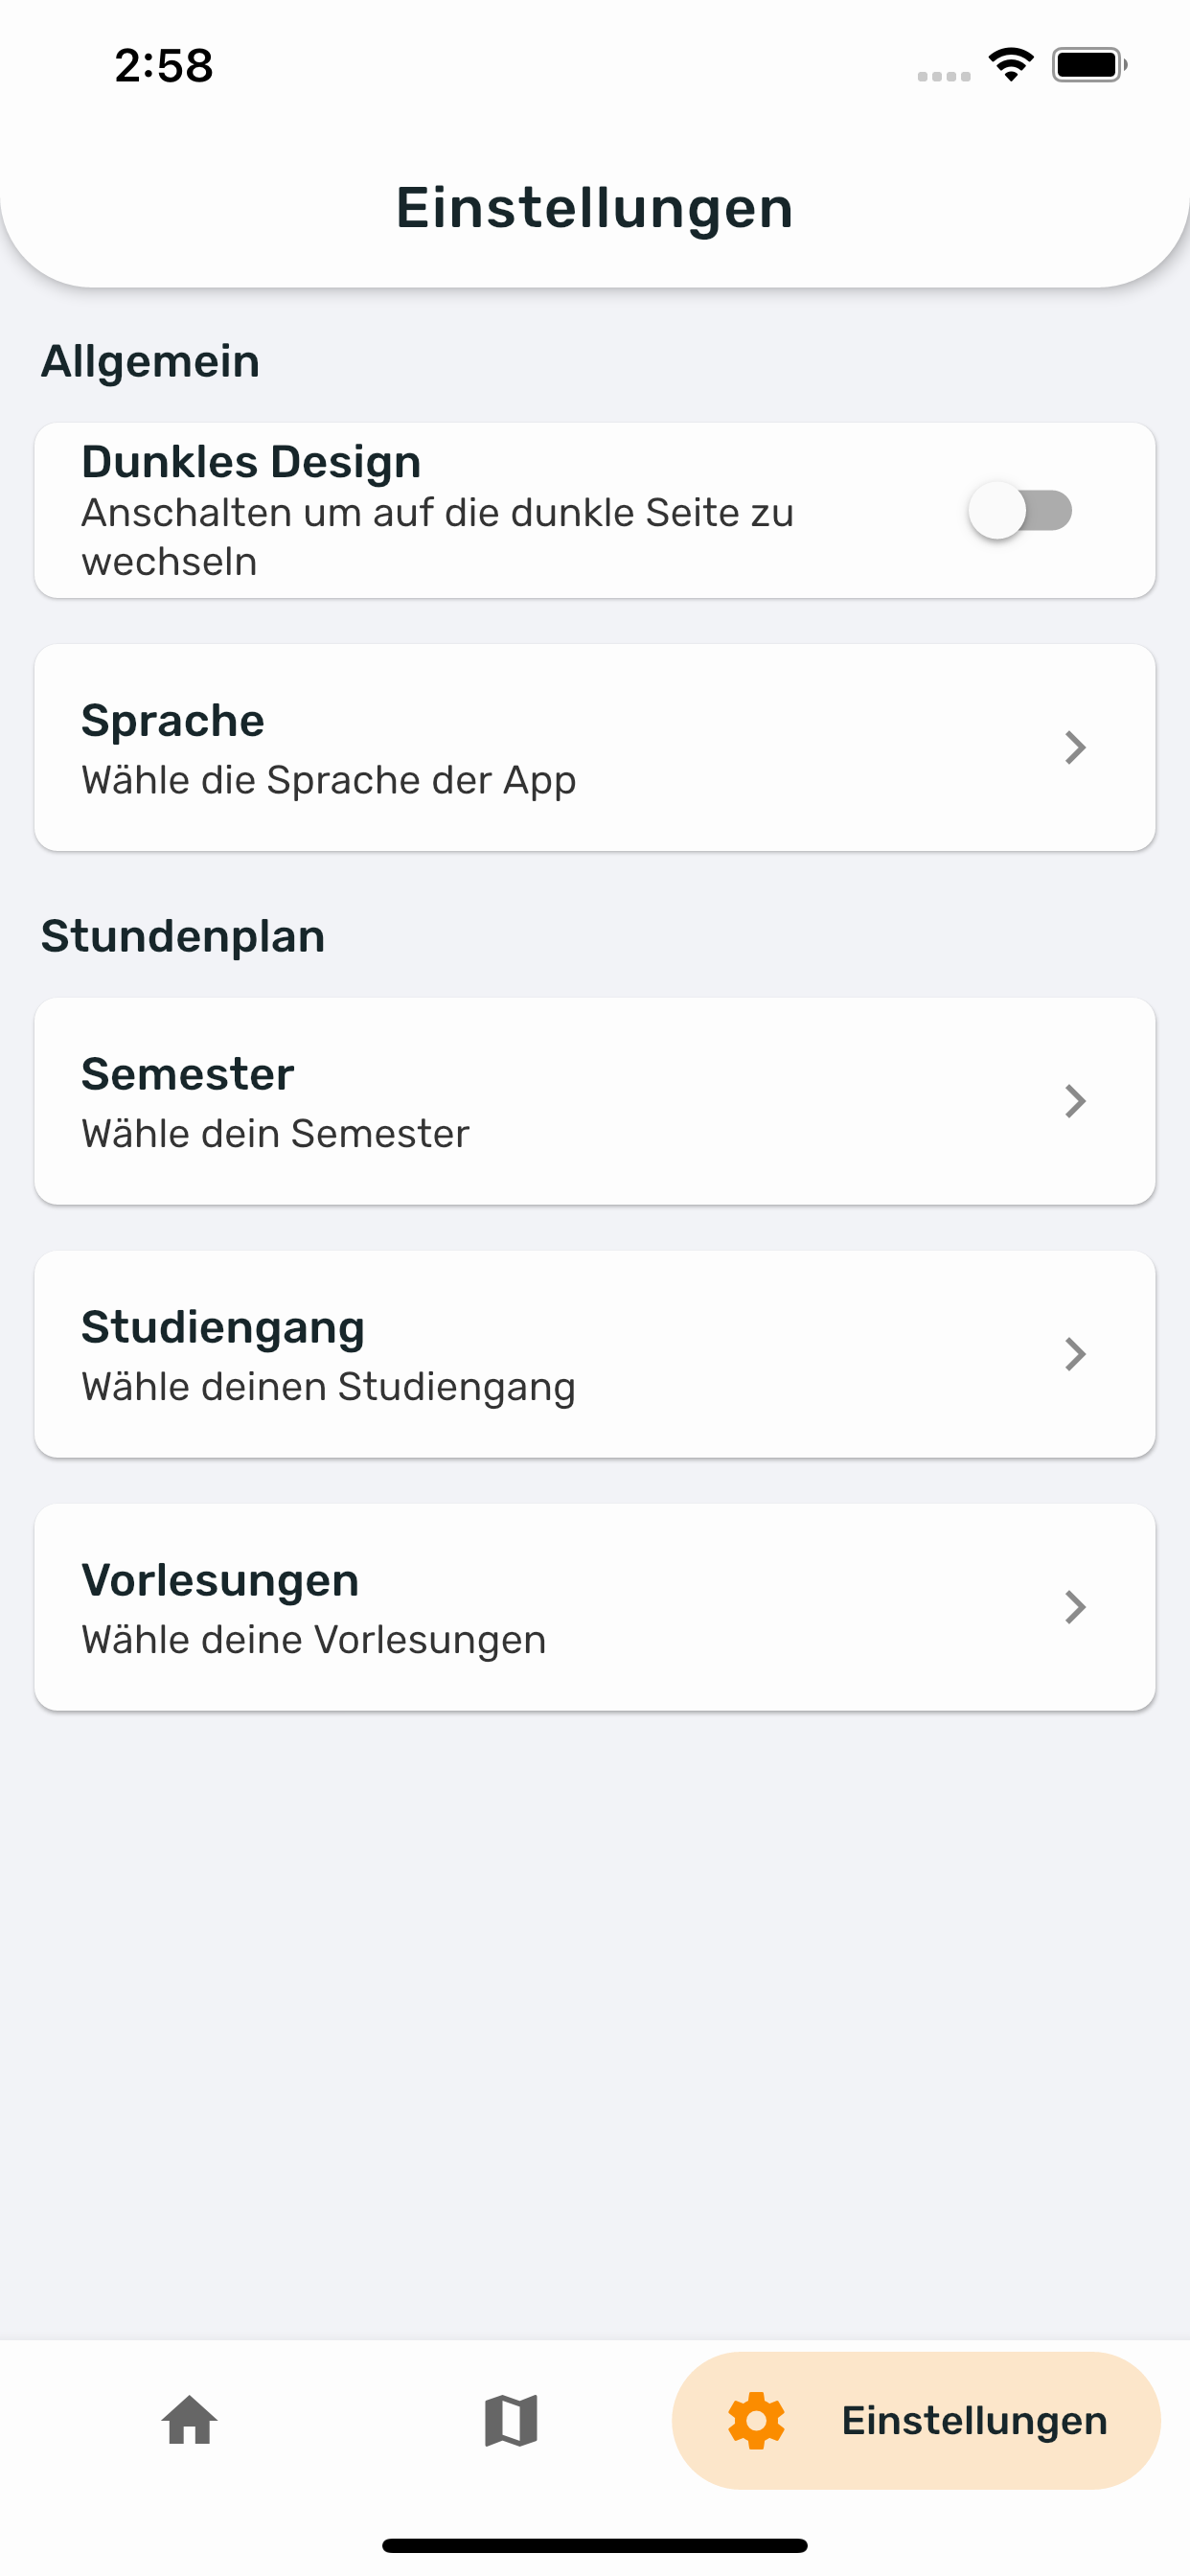 2:58
Einstellungen
Allgemein
Dunkles Design
Anschalten um auf die dunkle Seite zu
wechseln
Sprache
Wähle die Sprache der App
Stundenplan
Semester
Wähle dein Semester
Studiengang
Wähle deinen Studiengang
Vorlesungen
Wähle deine Vorlesungen
Einstellungen